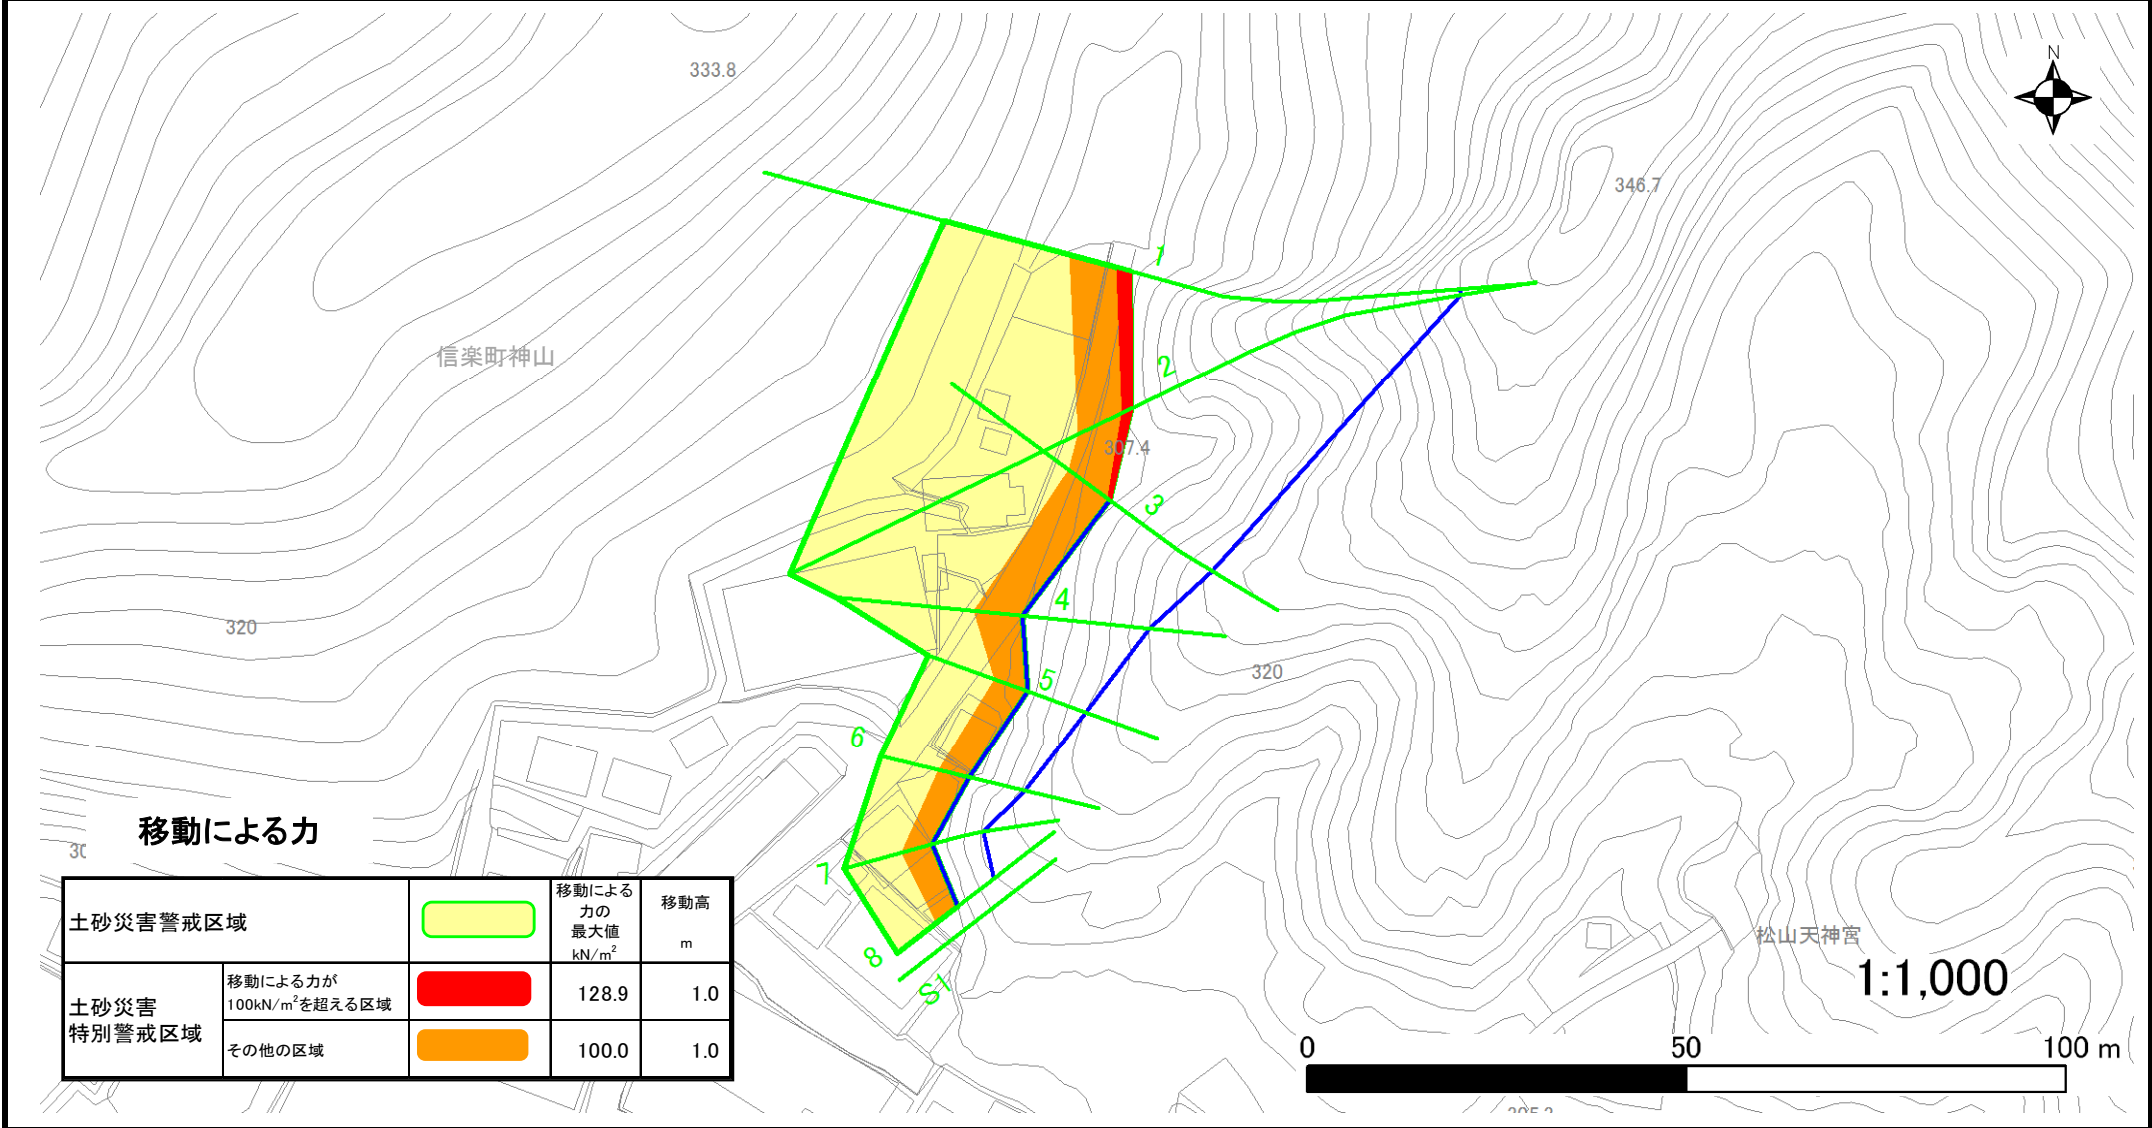 N
333.8
346.7
1
信楽町神山
2
307.4
3
4
320
320
5
6
移動による力
7
8
S1
松山天神宮
1:1,000
0 50 100 m
土砂災害警戒区域
移動による
力の
最大値
kN/m²
移動高
m
土砂災害
特別警戒区域
移動による力が
100kN/m²を超える区域
128.9
1.0
その他の区域
100.0
1.0